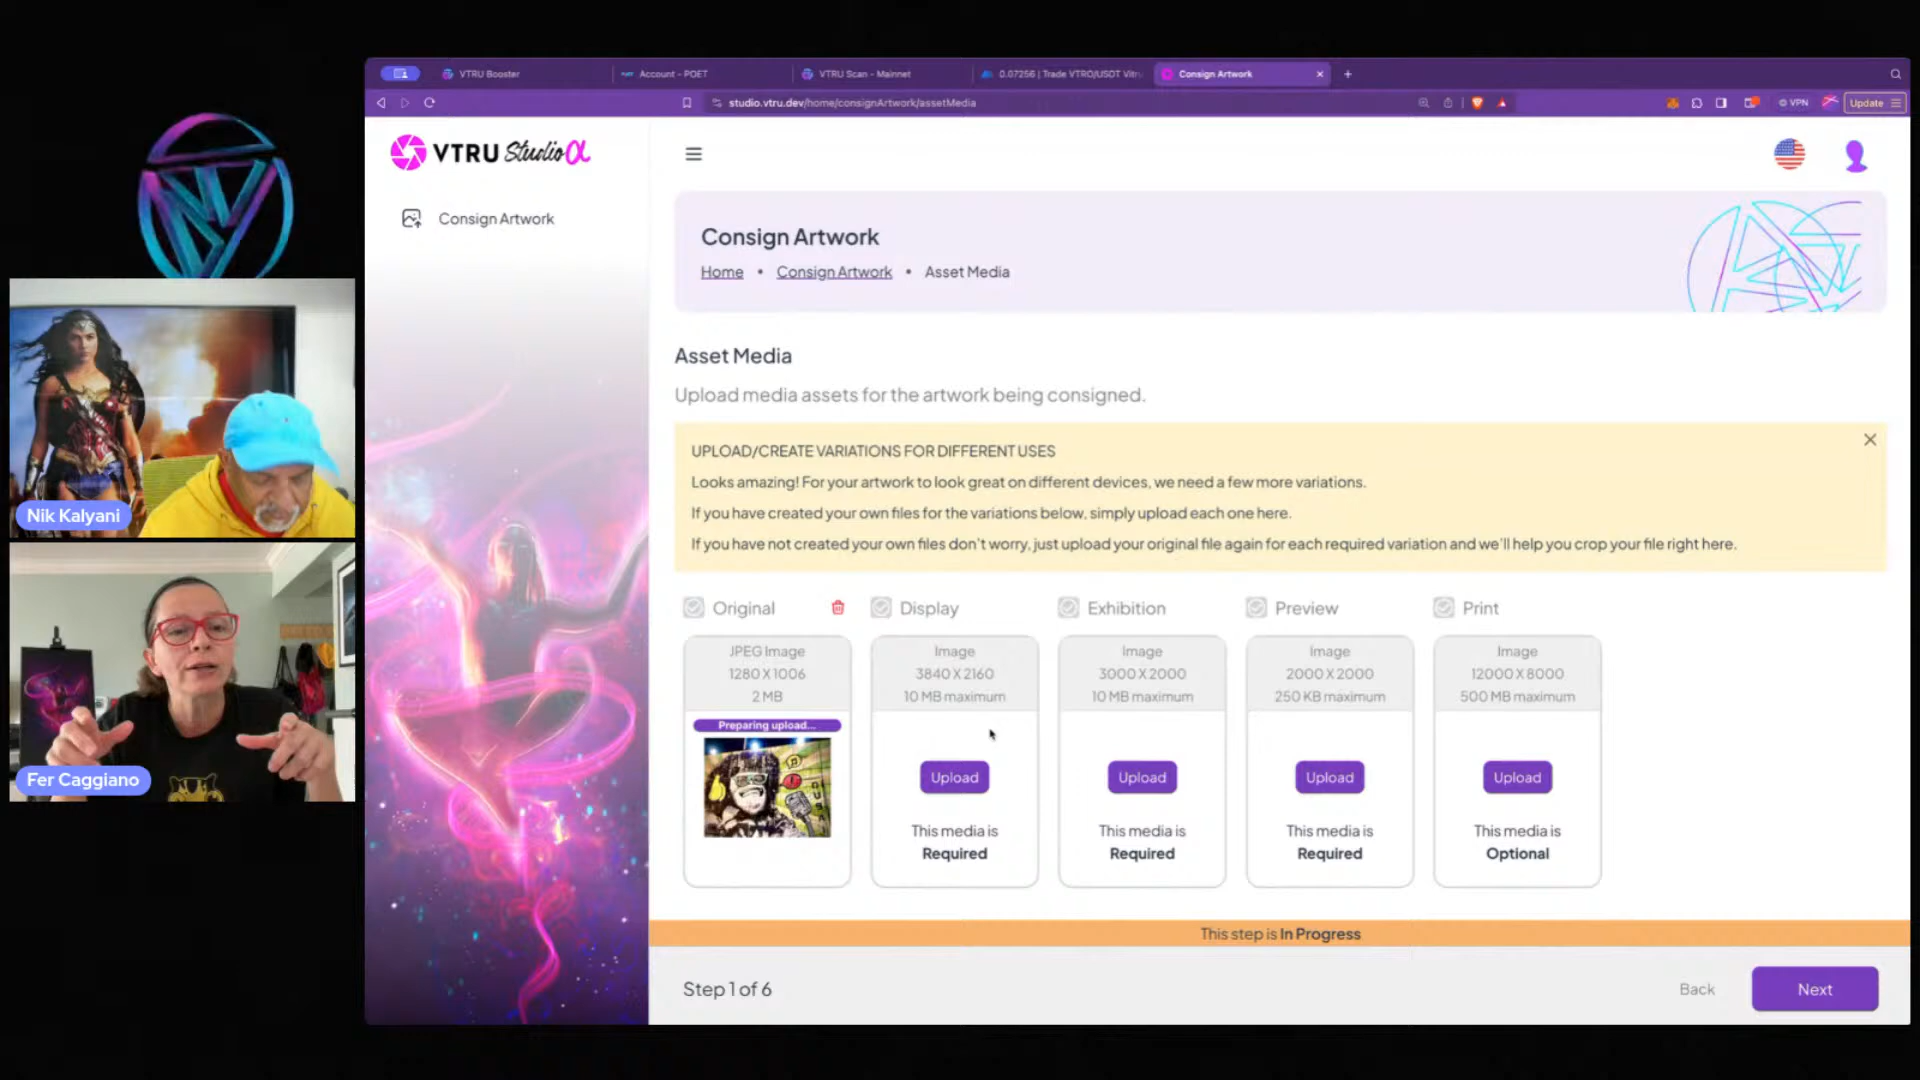 VTRU Booster
Account - POET
VTRU Scan - Mainnet
0.07256 | Trade VTRO/USDT Vitru
Consign Artwork
studio.vtru.dev/home/consignArtwork/assetMedia
VPN
Update
VTRU Studio α
Consign Artwork
Consign Artwork
Home • Consign Artwork • Asset Media
Asset Media
Upload media assets for the artwork being consigned.
UPLOAD/CREATE VARIATIONS FOR DIFFERENT USES
Looks amazing! For your artwork to look great on different devices, we need a few more variations.
If you have created your own files for the variations below, simply upload each one here.
If you have not created your own files don't worry, just upload your original file again for each required variation and we'll help you crop your file right here.
Original
JPEG Image
1280 X 1006
2 MB
Preparing upload...
Display
Image
3840 X 2160
10 MB maximum
Upload
This media is
Required
Exhibition
Image
3000 X 2000
10 MB maximum
Upload
This media is
Required
Preview
Image
2000 X 2000
250 KB maximum
Upload
This media is
Required
Print
Image
12000 X 8000
500 MB maximum
Upload
This media is
Optional
This step is In Progress
Step 1 of 6
Back
Next
Nik Kalyani
Fer Caggiano